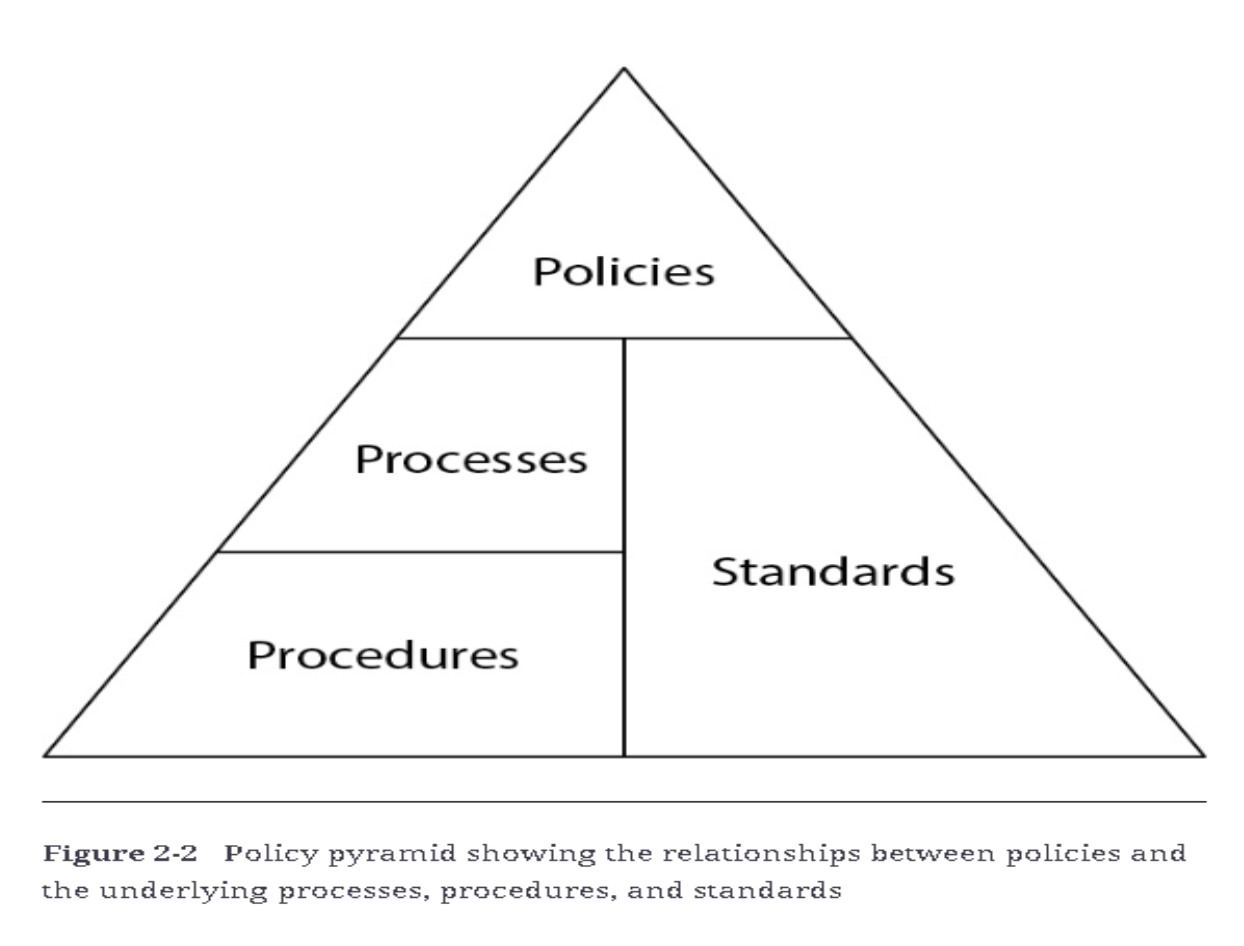 Policies
Processes
Standards
Procedures
Figure 2-2 Policy pyramid showing the relationships between policies and
the underlying processes, procedures, and standards